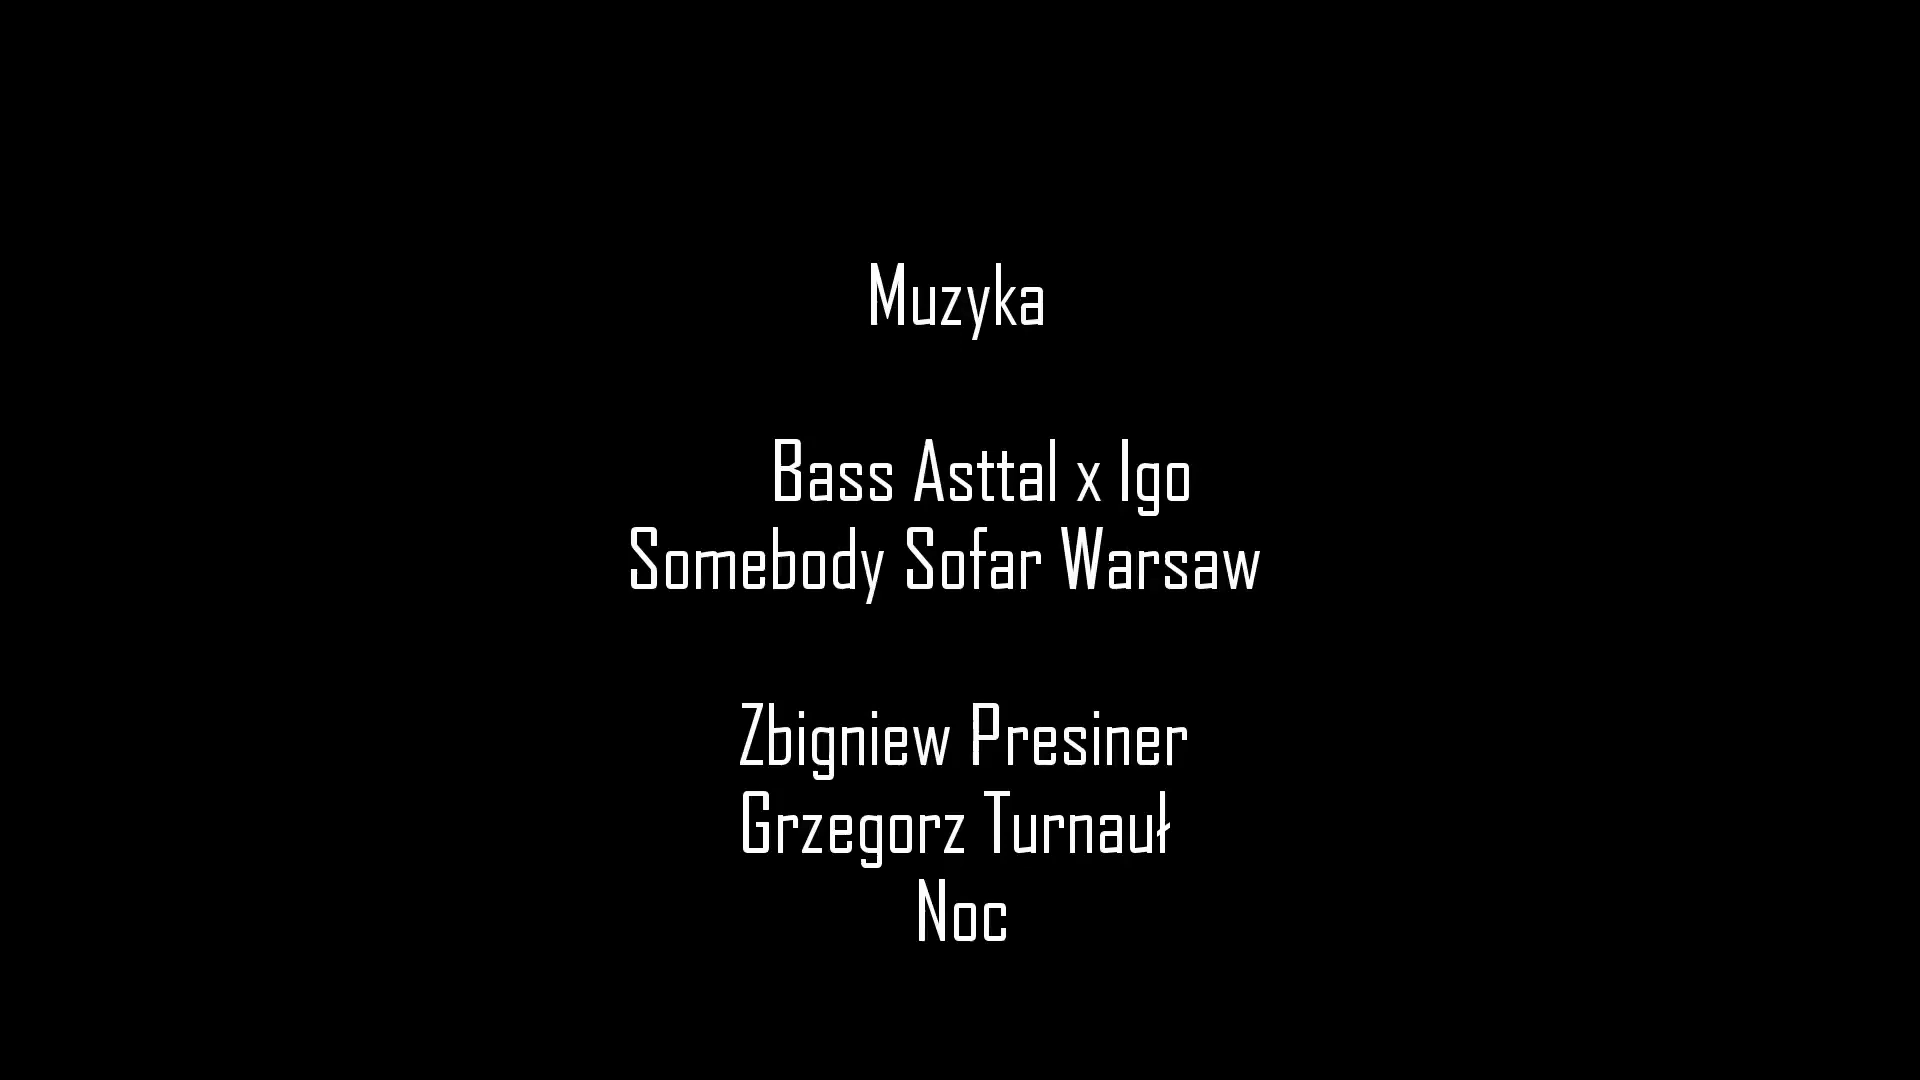 Muzyka
Bass Asttal x Igo
Somebody Sofar Warsaw
Zbigniew Presiner
Grzegorz Turnauł
Noc